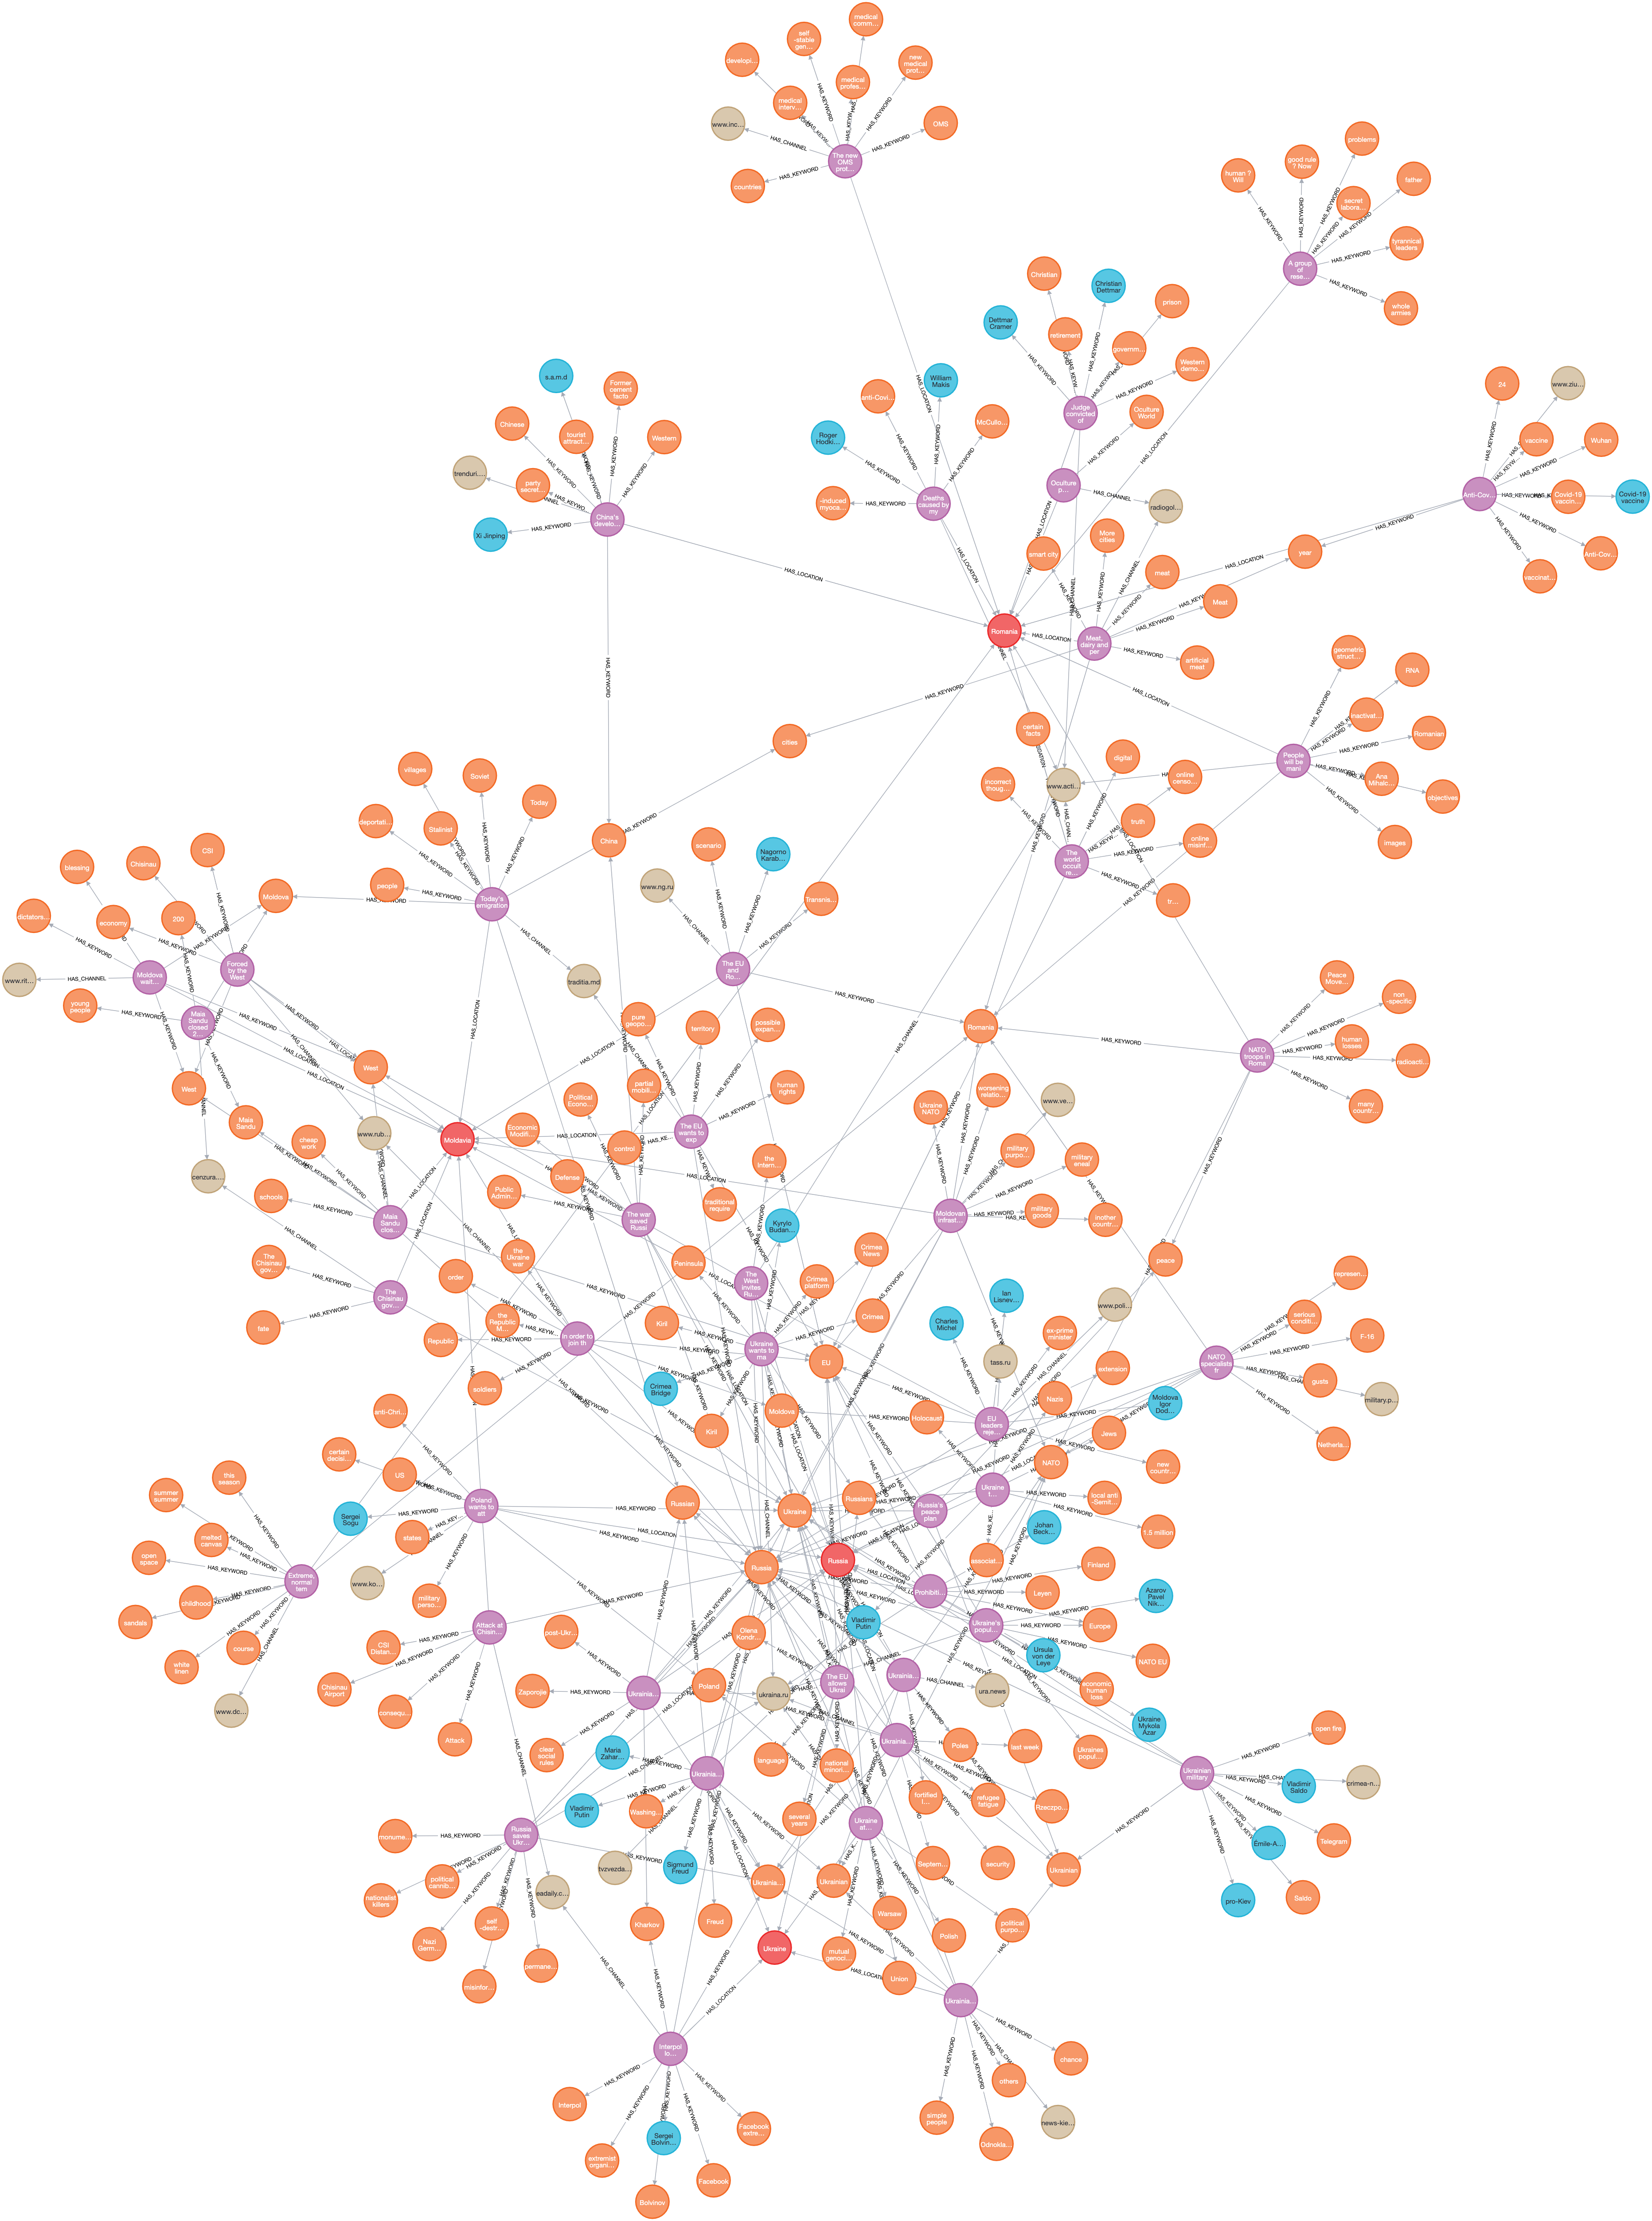 medical
comm...
self
-stable
gen...
new
medical
prot...
developi...
medical
profes...
medical
interv...
www.inc...
OMS
The new
OMS
prot...
countries
HAS_KEYWORD
HAS_CHANNEL
HAS_LOCATION
problems
good rule
? Now
human ?
Will
father
secret
labora...
tyrannical
leaders
A group
of
rese...
whole
armies
Christian
Christian
Dettmar
prison
Dettmar
Cramer
retirement
governm...
Western
demo...
Judge
convicted
of
Oculture
World
Oculture
p...
radiogol...
William
Makis
anti-Covi...
McCullo...
Roger
Hodki...
-induced
myoca...
Deaths
caused by
my
s.a.m.d
Former
cement
facto
Chinese
tourist
attract...
Western
trenduri....
party
secret...
China's
develo...
Xi Jinping
24
www.ziu...
vaccine
Wuhan
Anti-Cov...
Covid-19
vaccin...
Covid-19
vaccine
Anti-Cov...
vaccinat...
year
smart city
More
cities
meat
Meat
Romania
Meat,
dairy and
per
artificial
meat
geometric
struct...
RNA
inactivat...
Romanian
People
will be
mani
Ana
Mihalc...
objectives
images
certain
facts
cities
digital
online
censo...
incorrect
thoug...
www.acti...
truth
online
misinf...
The
world
occult
re...
tr...
villages
Soviet
Today
deportati...
Stalinist
China
people
Today's
emigration
traditia.md
CSI
Chisinau
blessing
Moldova
dictators...
economy
200
Moldova
wait...
Forced
by the
West
www.rit...
young
people
Maia
Sandu
closed
2...
West
West
Maia
Sandu
www.rub...
cenzura....
cheap
work
schools
Maia
Sandu
clos...
The
Chisinau
gov...
fate
The
Chisinau
gov...
Moldavia
scenario
Nagorno
Karab...
www.ng.ru
Transnis...
The EU
and
Ro...
pure
geopo...
territory
possible
expan...
partial
mobili...
human
rights
Political
Econo...
Economic
Modifi...
The EU
wants to
exp
control
Defense
the
Intern...
Public
Admin...
traditional
require
The war
saved
Russi
Kyrylo
Budan...
Romania
Ukraine
NATO
worsening
relatio...
www.ve...
military
purpo...
military
arieal
Moldovan
infrast...
military
goods
inother
countr...
Peace
Move...
non
-specific
human
losses
NATO
troops in
Roma
radioacti...
many
countr...
peace
the
Ukraine
war
order
Peninsula
The
West
invites
Ru...
Crimea
News
Crimea
platform
Crimea
Republic
the
Republic
M...
In order to
join th
Kiril
Ukraine
wants to
ma
EU
soldiers
Crimea
Bridge
Kiril
Moldova
Ian
Lisnev...
www.poli...
Charles
Michel
tass.ru
ex-prime
minister
extension
Nazis
Moldova
Igor
Dod...
Holocaust
EU
leaders
reje...
Jews
new
countr...
NATO
represen...
serious
conditi...
F-16
NATO
specialists
fr
gusts
military.p...
Netherla...
anti-Chri...
certain
decisi...
US
Sergei
Sogu
Poland
wants to
att
states
www.ko...
military
perso...
this
season
summer
summer
melted
canvas
open
space
Extreme,
normal
tem
childhood
sandals
course
white
linen
www.dc...
Russian
Ukraine
Russians
Russia's
peace
plan
Ukraine
t...
local anti
-Semit...
1.5 million
Johan
Beck...
Russia
Russia
associat...
Finland
Prohibiti...
Leyen
Azarov
Pavel
Nik...
Ukraine's
popul...
Europe
Ursula
von der
Leye
NATO EU
economic
human
loss
Ukraine
Mykola
Azar
Ukraines
popul...
Attack at
Chisin...
CSI
Distan...
Chisinau
Airport
consequ...
Attack
post-Ukr...
Olena
Kondr...
Vladimir
Putin
Zaporojie
Ukrainia...
Poland
ukraina.ru
The EU
allows
Ukrai
Ukrainia...
ura.news
clear
social
rules
Maria
Zahar...
Ukrainia...
language
national
minori...
Ukrainia...
Poles
last week
Vladimir
Putin
Washing...
several
years
fortified
l...
refugee
fatigue
Rzeczpo...
Russia
saves
Ukr...
monume...
tvzvezda...
Sigmund
Freud
Ukrainia...
Ukraine
at...
Septem...
security
Ukrainian
political
cannib...
nationalist
killers
eadaily.c...
Ukrainian
self
-destr...
Nazi
Germ...
permane...
misinfor...
Kharkov
Freud
Warsaw
Ukraine
mutual
genoci...
Polish
political
purpo...
Union
Ukrainia...
Ukrainian
military
open fire
Vladimir
Saldo
crimea-n...
Emile-A...
Telegram
pro-Kiev
Saldo
Interpol
lo...
Interpol
Sergei
Bolvin...
Facebook
extre...
extremist
organi...
Facebook
Bolvinov
chance
others
simple
people
news-kie...
Odnokla...